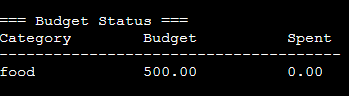 === Budget Status ===
Category Budget Spent
--------------------------------------
food 500.00 0.00